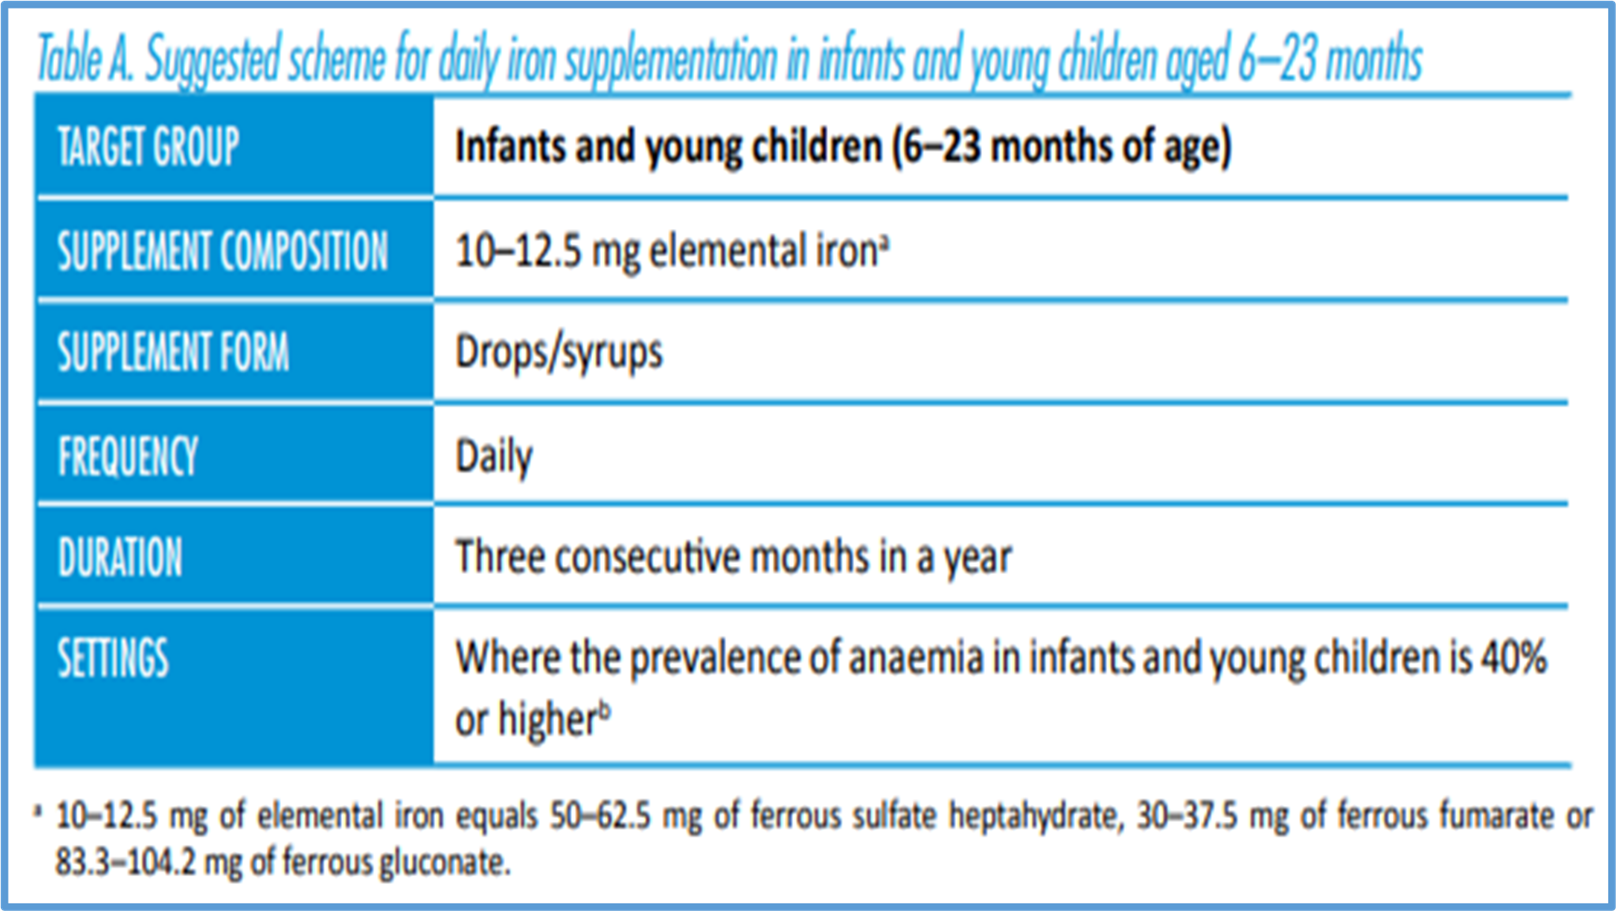 Table A. Suggested scheme for daily iron supplementation in infants and young children aged 6–23 months
TARGET GROUP
Infants and young children (6–23 months of age)
SUPPLEMENT COMPOSITION
10–12.5 mg elemental ironᵃ
SUPPLEMENT FORM
Drops/syrups
FREQUENCY
Daily
DURATION
Three consecutive months in a year
SETTINGS
Where the prevalence of anaemia in infants and young children is 40%
or higherᵇ
ᵃ 10–12.5 mg of elemental iron equals 50–62.5 mg of ferrous sulfate heptahydrate, 30–37.5 mg of ferrous fumarate or
83.3–104.2 mg of ferrous gluconate.